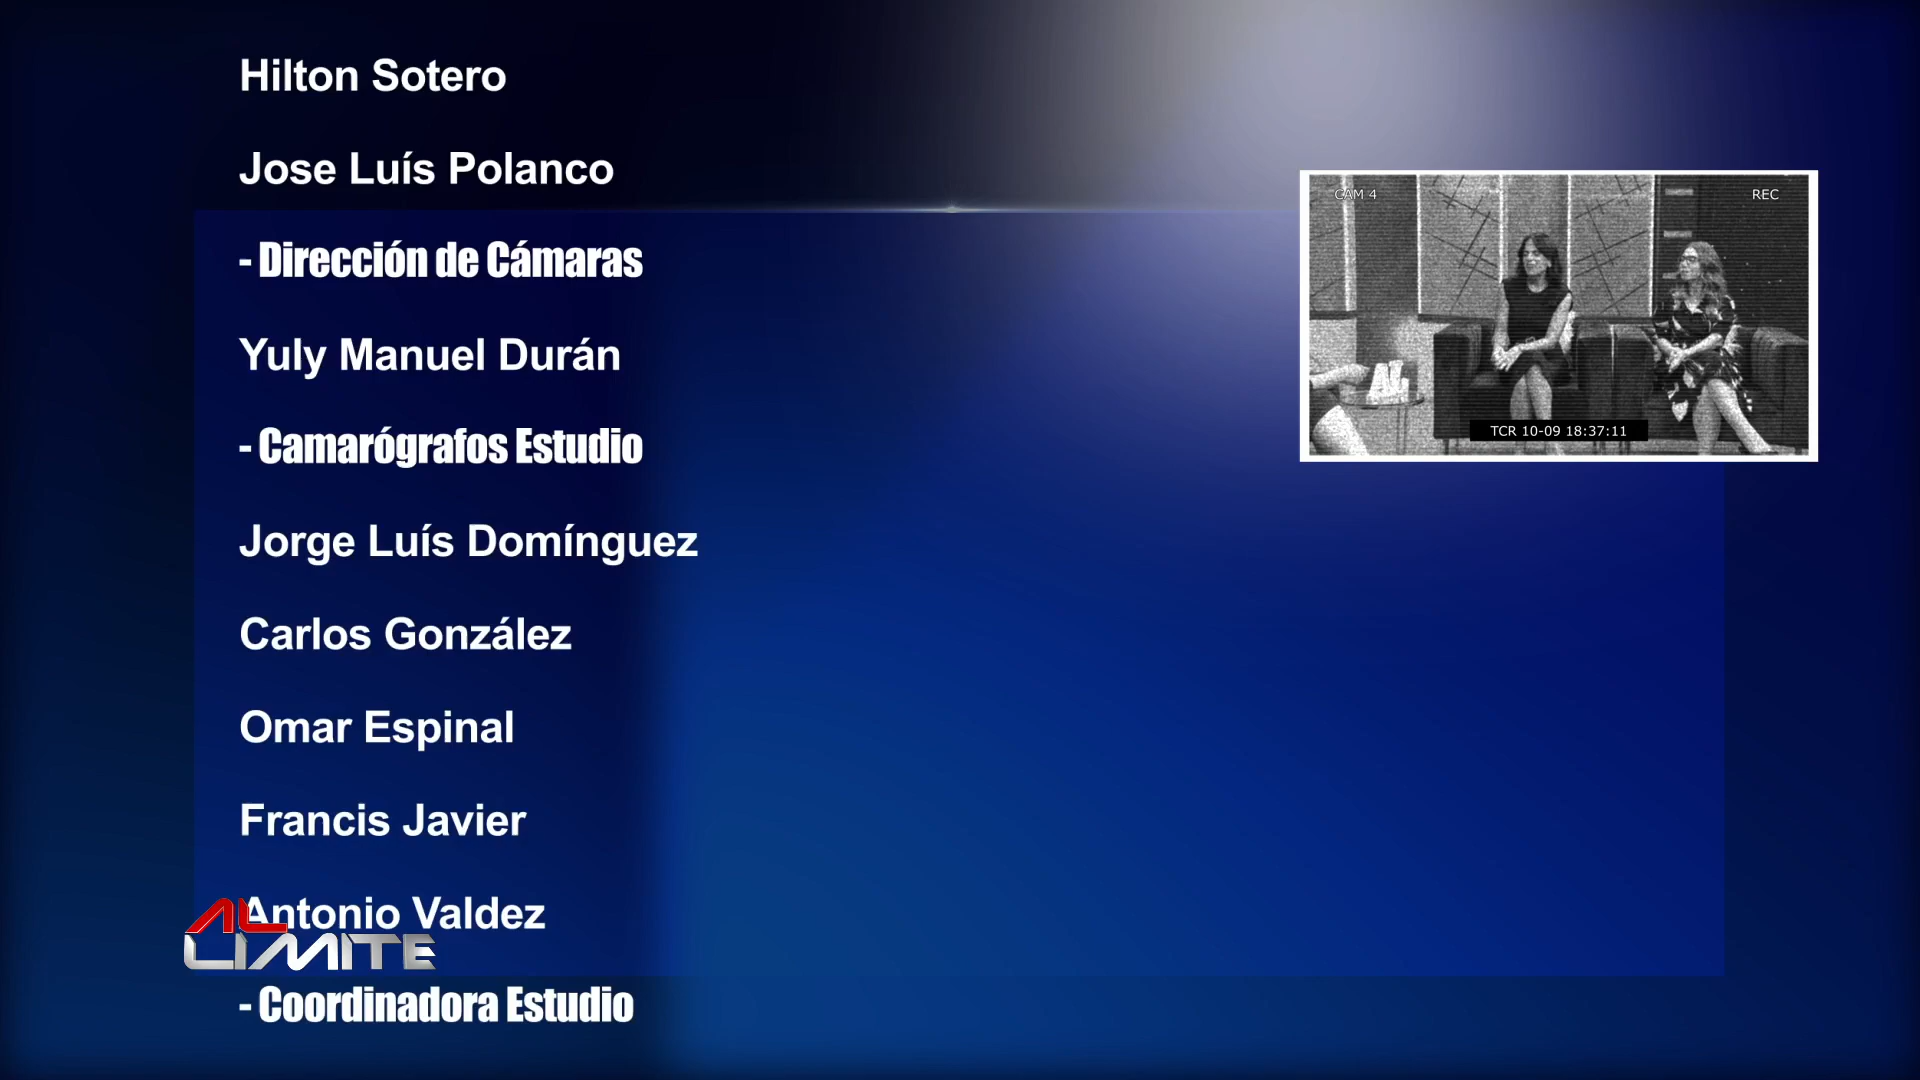 Hilton Sotero
Jose Luís Polanco
- Dirección de Cámaras
Yuly Manuel Durán
- Camarógrafos Estudio
Jorge Luís Domínguez
Carlos González
Omar Espinal
Francis Javier
Antonio Valdez
AL
LIMITE
- Coordinadora Estudio
CAM 4
REC
AL
TCR 10-09 18:37:11